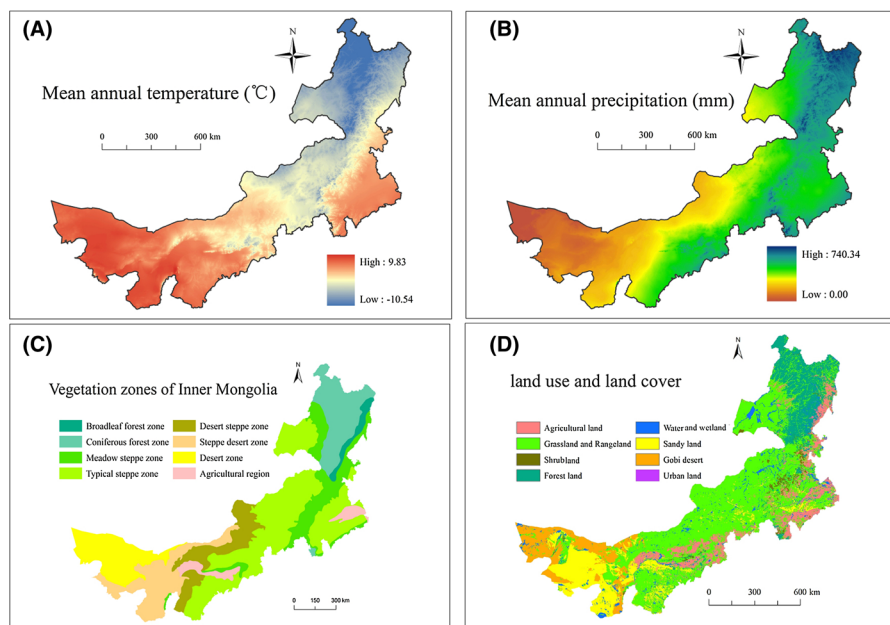 (A)
N
Mean annual temperature (℃)
0 300 600 km
High : 9.83
Low : -10.54
(B)
N
Mean annual precipitation (mm)
0 300 600 km
High : 740.34
Low : 0.00
(C)
N
Vegetation zones of Inner Mongolia
Broadleaf forest zone
Coniferous forest zone
Meadow steppe zone
Typical steppe zone
Desert steppe zone
Steppe desert zone
Desert zone
Agricultural region
0 150 300 km
(D)
N
land use and land cover
Agricultural land
Grassland and Rangeland
Shrubland
Forest land
Water and wetland
Sandy land
Gobi desert
Urban land
0 300 600 km